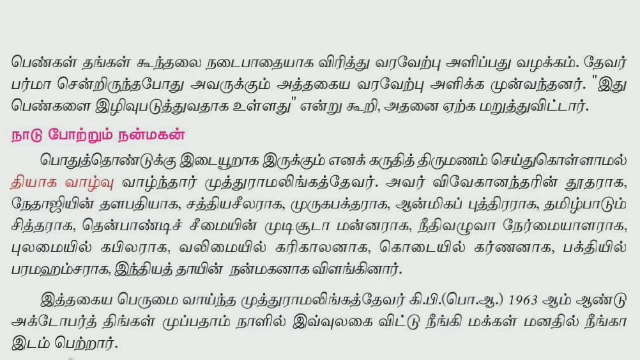 பெண்கள் தங்கள் கூந்தலை நடைபாதையாக விரித்து வரவேற்பு அளிப்பது வழக்கம். தேவர்
பர்மா சென்றிருந்தபோது அவருக்கும் அத்தகைய வரவேற்பு அளிக்க முன்வந்தனர். "இது
பெண்களை இழிவுபடுத்துவதாக உள்ளது" என்று கூறி, அதனை ஏற்க மறுத்துவிட்டார்.
நாடு போற்றும் நன்மகன்
பொதுத்தொண்டுக்கு இடையூறாக இருக்கும் எனக் கருதித் திருமணம் செய்துகொள்ளாமல்
தியாக வாழ்வு வாழ்ந்தார் முத்துராமலிங்கத்தேவர். அவர் விவேகானந்தரின் தூதராக,
நேதாஜியின் தளபதியாக, சத்தியசீலராக, முருகபக்தராக, ஆன்மிகப் புத்திரராக, தமிழ்பாடும்
சித்தராக, தென்பாண்டிச் சீமையின் முடிசூடா மன்னராக, நீதிவழுவா நேர்மையாளராக,
புலமையில் கபிலராக, வலிமையில் கரிகாலனாக, கொடையில் கர்ணனாக, பக்தியில்
பரமஹம்சராக, இந்தியத் தாயின் நன்மகனாக விளங்கினார்.
இத்தகைய பெருமை வாய்ந்த முத்துராமலிங்கத்தேவர் கி.பி.(பொ.ஆ.) 1963 ஆம் ஆண்டு
அக்டோபர்த் திங்கள் முப்பதாம் நாளில் இவ்வுலகை விட்டு நீங்கி மக்கள் மனதில் நீங்கா
இடம் பெற்றார்.